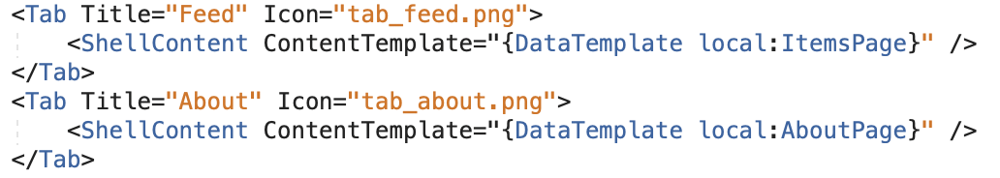 <Tab Title="Feed" Icon="tab_feed.png">
<ShellContent ContentTemplate="{DataTemplate local:ItemsPage}" />
</Tab>
<Tab Title="About" Icon="tab_about.png">
<ShellContent ContentTemplate="{DataTemplate local:AboutPage}" />
</Tab>